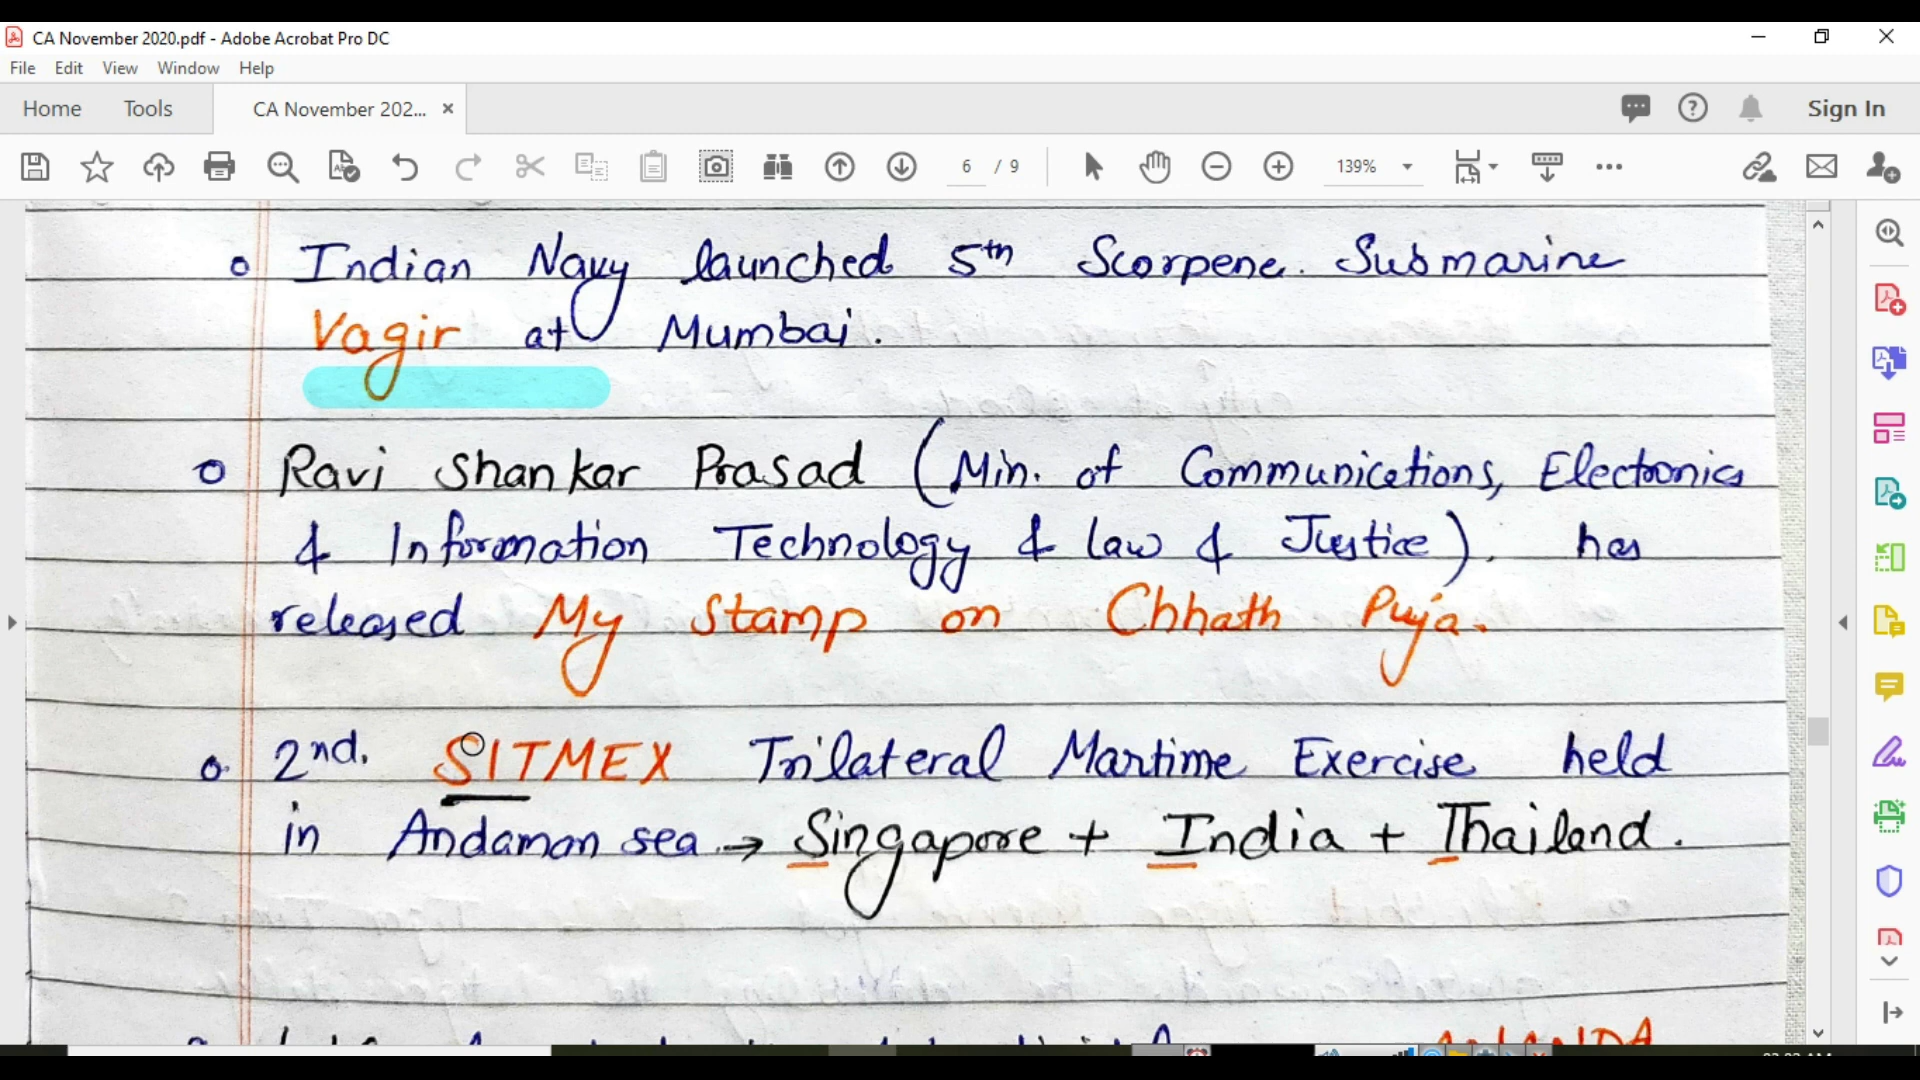 CA November 2020.pdf - Adobe Acrobat Pro DC
File Edit View Window Help
Home Tools CA November 202... × Sign In
6 / 9 139%
Indian Navy launched 5th Scorpene. Submarine
Vagir at Mumbai.
Ravi Shankar Prasad (Min. of Communications, Electronics
& Information Technology & Law & Justice). has
released My Stamp on Chhath Puja.
2nd. SITMEX Trilateral Martime Exercise held
in Andaman sea → Singapore + India + Thailand.